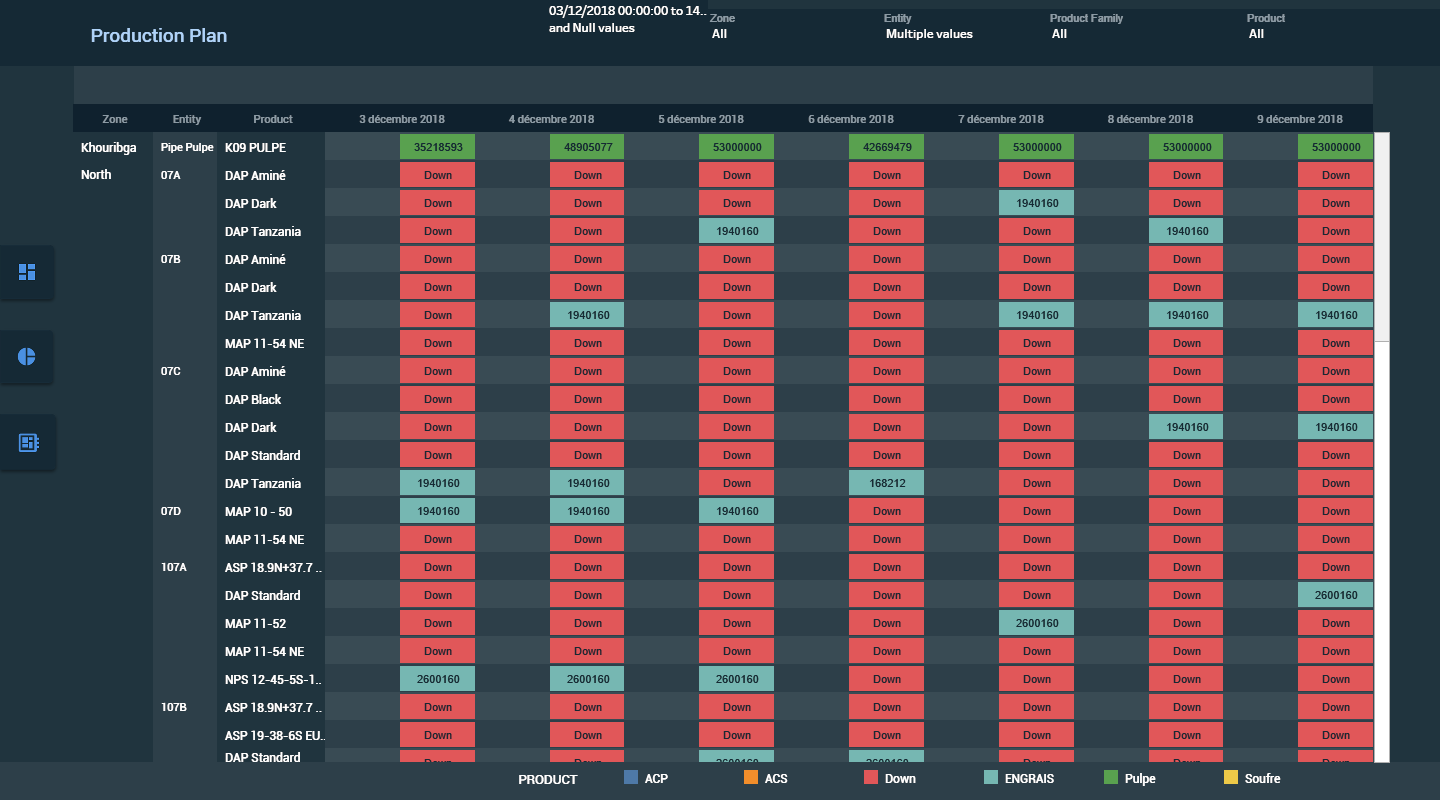 Production Plan
03/12/2018 00:00:00 to 14..
and Null values
Zone
All
Entity
Multiple values
Product Family
All
Product
All
Zone Entity Product 3 décembre 2018 4 décembre 2018 5 décembre 2018 6 décembre 2018 7 décembre 2018 8 décembre 2018 9 décembre 2018
Khouribga Pipe Pulpe K09 PULPE 35218593 48905077 53000000 42669479 53000000 53000000 53000000
North 07A DAP Aminé Down Down Down Down Down Down Down
DAP Dark Down Down Down Down 1940160 Down Down
DAP Tanzania Down Down 1940160 Down Down 1940160 Down
07B DAP Aminé Down Down Down Down Down Down Down
DAP Dark Down Down Down Down Down Down Down
DAP Tanzania Down 1940160 Down Down 1940160 1940160 1940160
MAP 11-54 NE Down Down Down Down Down Down Down
07C DAP Aminé Down Down Down Down Down Down Down
DAP Black Down Down Down Down Down Down Down
DAP Dark Down Down Down Down Down 1940160 1940160
DAP Standard Down Down Down Down Down Down Down
DAP Tanzania 1940160 1940160 Down 168212 Down Down Down
07D MAP 10 - 50 1940160 1940160 1940160 Down Down Down Down
MAP 11-54 NE Down Down Down Down Down Down Down
107A ASP 18.9N+37.7 .. Down Down Down Down Down Down Down
DAP Standard Down Down Down Down Down Down 2600160
MAP 11-52 Down Down Down Down 2600160 Down Down
MAP 11-54 NE Down Down Down Down Down Down Down
NPS 12-45-5S-1.. 2600160 2600160 2600160 Down Down Down Down
107B ASP 18.9N+37.7 .. Down Down Down Down Down Down Down
ASP 19-38-6S EU.. Down Down Down Down Down Down Down
DAP Standard Down Down 2600160 2600160 Down Down Down
PRODUCT ACP ACS Down ENGRAIS Pulpe Soufre